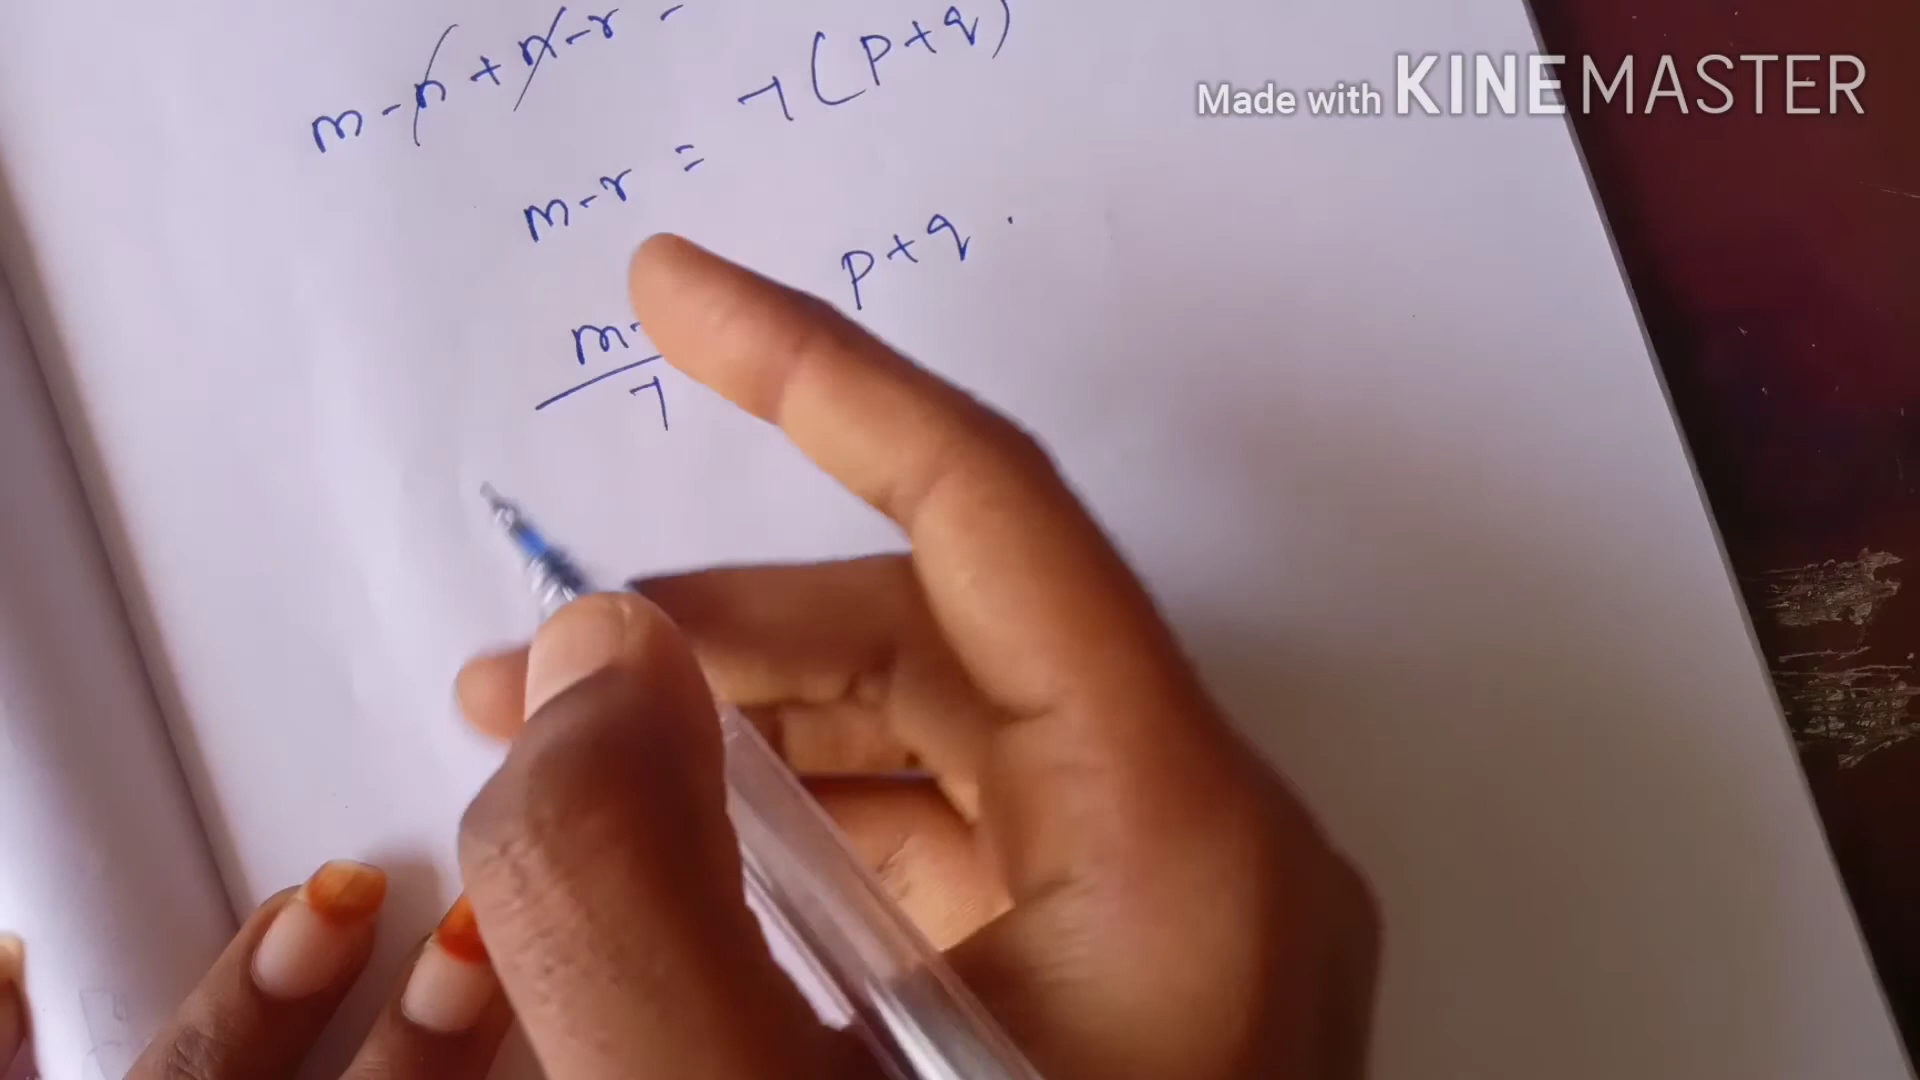 m-n+n-r =
m-r = 7(p+q)
m- p+q.
7
Made with KINEMASTER